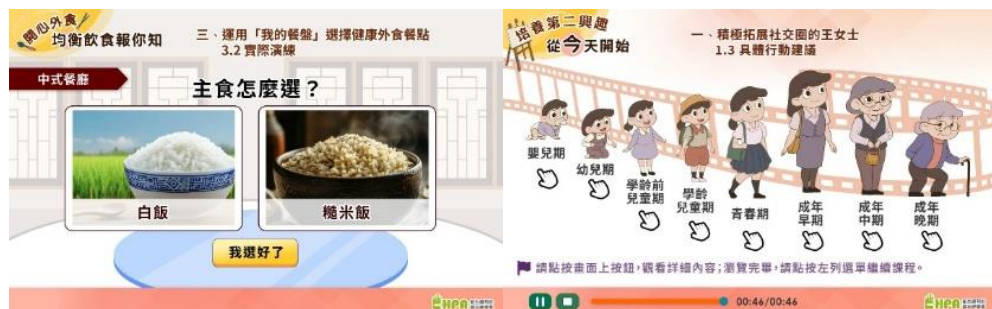 開心外食
均衡飲食報你知
三、運用「我的餐盤」選擇健康外食餐點
3.2 實際演練
中式餐廳
主食怎麼選？
白飯
糙米飯
我選好了
CHPA
培養第二興趣
從今天開始
一、積極拓展社交圈的王女士
1.3 具體行動建議
嬰兒期
幼兒期
學齡前
兒童期
學齡
兒童期
青春期
成年
早期
成年
中期
成年
晚期
請點按畫面上按鈕，觀看詳細內容；瀏覽完畢，請點按左列選單繼續課程。
00:46/00:46